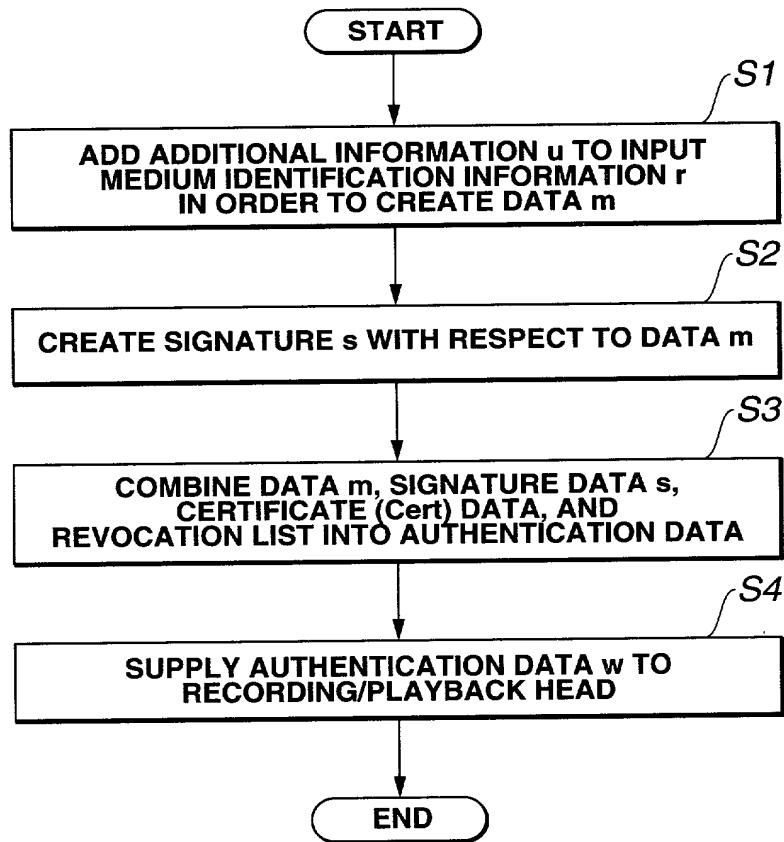 START
S1
ADD ADDITIONAL INFORMATION u TO INPUT
MEDIUM IDENTIFICATION INFORMATION r
IN ORDER TO CREATE DATA m
S2
CREATE SIGNATURE s WITH RESPECT TO DATA m
S3
COMBINE DATA m, SIGNATURE DATA s,
CERTIFICATE (Cert) DATA, AND
REVOCATION LIST INTO AUTHENTICATION DATA
S4
SUPPLY AUTHENTICATION DATA w TO
RECORDING/PLAYBACK HEAD
END